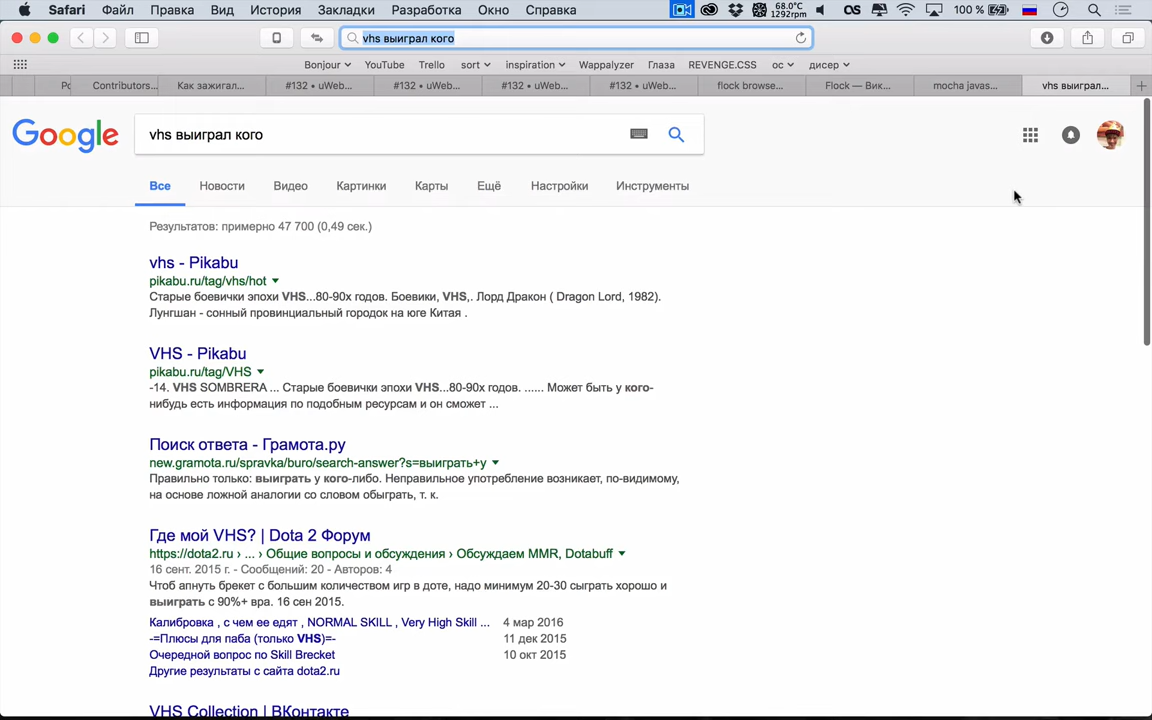 Safari Файл Правка Вид История Закладки Разработка Окно Справка 68.0°C 1292rpm 100 %
vhs выиграл кого
Bonjour YouTube Trello sort inspiration Wappalyzer Глаза REVENGE.CSS ос дисер
Рс Contributors... Как зажигал... #132 • uWeb... #132 • uWeb... #132 • uWeb... #132 • uWeb... flock browse... Flock — Вик... mocha javas... vhs выиграл...
Google vhs выиграл кого
Все Новости Видео Картинки Карты Ещё Настройки Инструменты
Результатов: примерно 47 700 (0,49 сек.)
vhs - Pikabu
pikabu.ru/tag/vhs/hot
Старые боевички эпохи VHS...80-90х годов. Боевики, VHS,. Лорд Дракон ( Dragon Lord, 1982).
Лунгшан - сонный провинциальный городок на юге Китая .
VHS - Pikabu
pikabu.ru/tag/VHS
-14. VHS SOMBRERA ... Старые боевички эпохи VHS...80-90х годов. ...... Может быть у кого-
нибудь есть информация по подобным ресурсам и он сможет ...
Поиск ответа - Грамота.ру
new.gramota.ru/spravka/buro/search-answer?s=выиграть+у
Правильно только: выиграть у кого-либо. Неправильное употребление возникает, по-видимому,
на основе ложной аналогии со словом обыграть, т. к.
Где мой VHS? | Dota 2 Форум
https://dota2.ru › ... › Общие вопросы и обсуждения › Обсуждаем MMR, Dotabuff
16 сент. 2015 г. - Сообщений: 20 - Авторов: 4
Чтоб апнуть брекет с большим количеством игр в доте, надо минимум 20-30 сыграть хорошо и
выиграть с 90%+ вра. 16 сен 2015.
Калибровка , с чем ее едят , NORMAL SKILL , Very High Skill ... 4 мар 2016
-=Плюсы для паба (только VHS)=- 11 дек 2015
Очередной вопрос по Skill Brecket 10 окт 2015
Другие результаты с сайта dota2.ru
VHS Collection | ВКонтакте